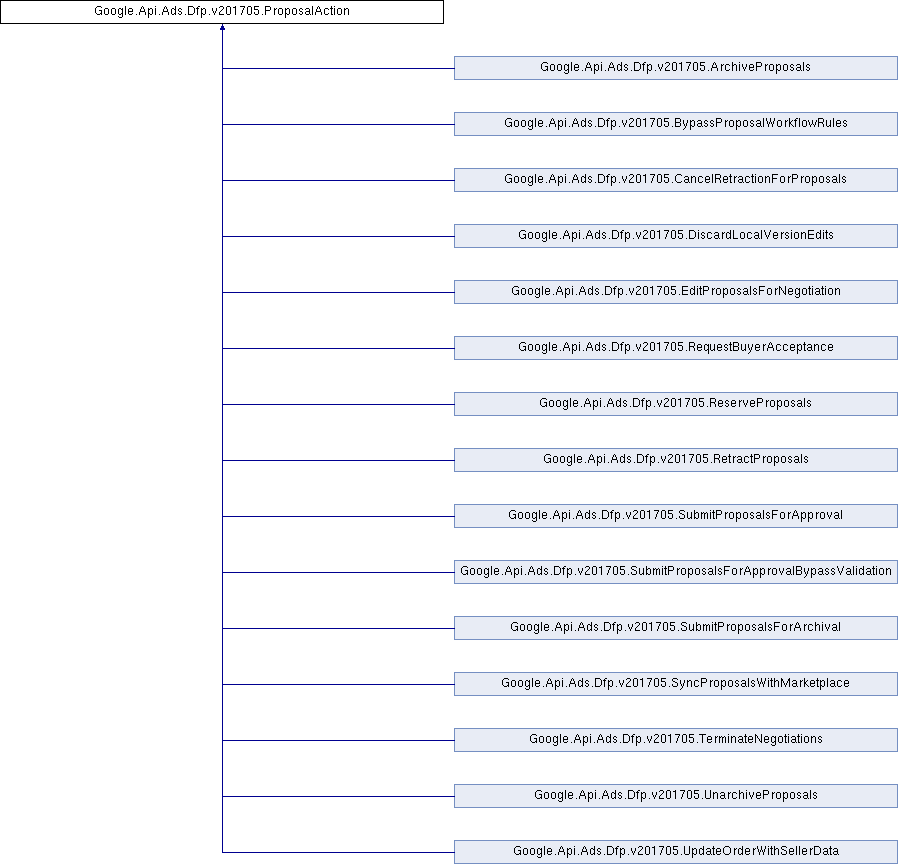 Google.Api.Ads.Dfp.v201705.ProposalAction
Google.Api.Ads.Dfp.v201705.ArchiveProposals
Google.Api.Ads.Dfp.v201705.BypassProposalWorkflowRules
Google.Api.Ads.Dfp.v201705.CancelRetractionForProposals
Google.Api.Ads.Dfp.v201705.DiscardLocalVersionEdits
Google.Api.Ads.Dfp.v201705.EditProposalsForNegotiation
Google.Api.Ads.Dfp.v201705.RequestBuyerAcceptance
Google.Api.Ads.Dfp.v201705.ReserveProposals
Google.Api.Ads.Dfp.v201705.RetractProposals
Google.Api.Ads.Dfp.v201705.SubmitProposalsForApproval
Google.Api.Ads.Dfp.v201705.SubmitProposalsForApprovalBypassValidation
Google.Api.Ads.Dfp.v201705.SubmitProposalsForArchival
Google.Api.Ads.Dfp.v201705.SyncProposalsWithMarketplace
Google.Api.Ads.Dfp.v201705.TerminateNegotiations
Google.Api.Ads.Dfp.v201705.UnarchiveProposals
Google.Api.Ads.Dfp.v201705.UpdateOrderWithSellerData